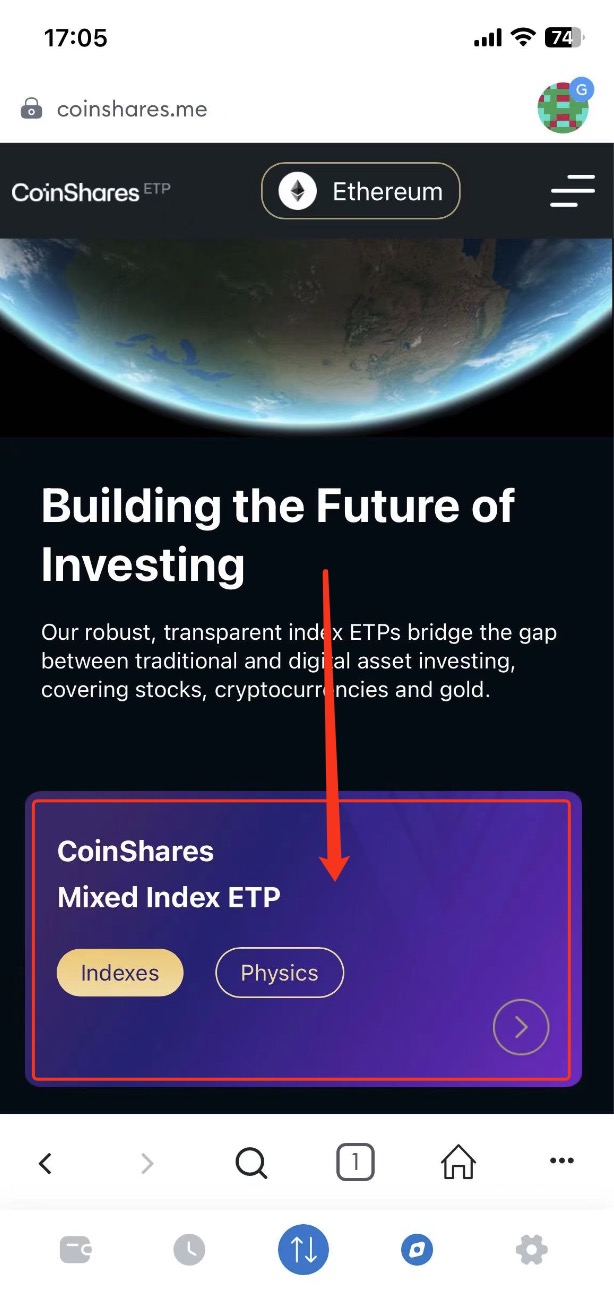 17:05
74
coinshares.me
G
CoinShares ETP
Ethereum
Building the Future of
Investing
Our robust, transparent index ETPs bridge the gap
between traditional and digital asset investing,
covering stocks, cryptocurrencies and gold.
CoinShares
Mixed Index ETP
Indexes
Physics
1